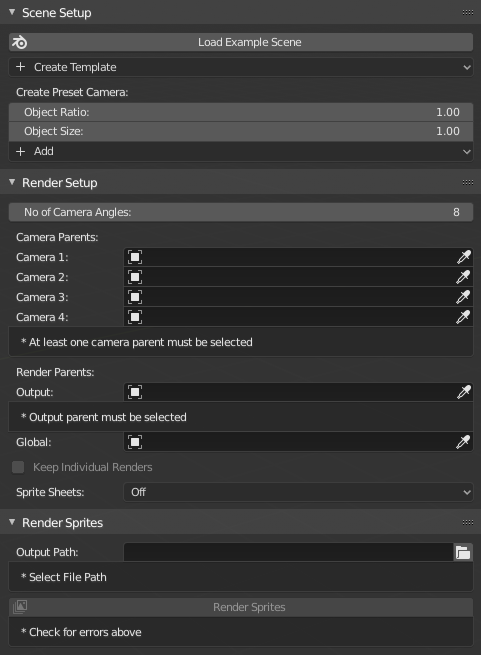 Scene Setup
Load Example Scene
+ Create Template
Create Preset Camera:
Object Ratio: 1.00
Object Size: 1.00
+ Add
Render Setup
No of Camera Angles: 8
Camera Parents:
Camera 1:
Camera 2:
Camera 3:
Camera 4:
* At least one camera parent must be selected
Render Parents:
Output:
* Output parent must be selected
Global:
Keep Individual Renders
Sprite Sheets: Off
Render Sprites
Output Path:
* Select File Path
Render Sprites
* Check for errors above